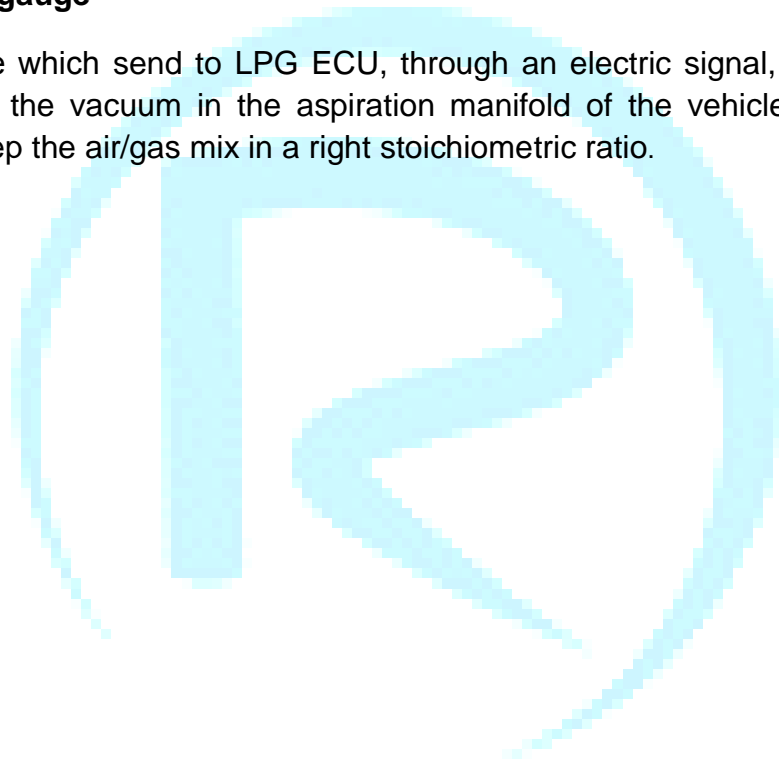 gauge
which send to LPG ECU, through an electric signal,
the vacuum in the aspiration manifold of the vehicle
the air/gas mix in a right stoichiometric ratio.
R